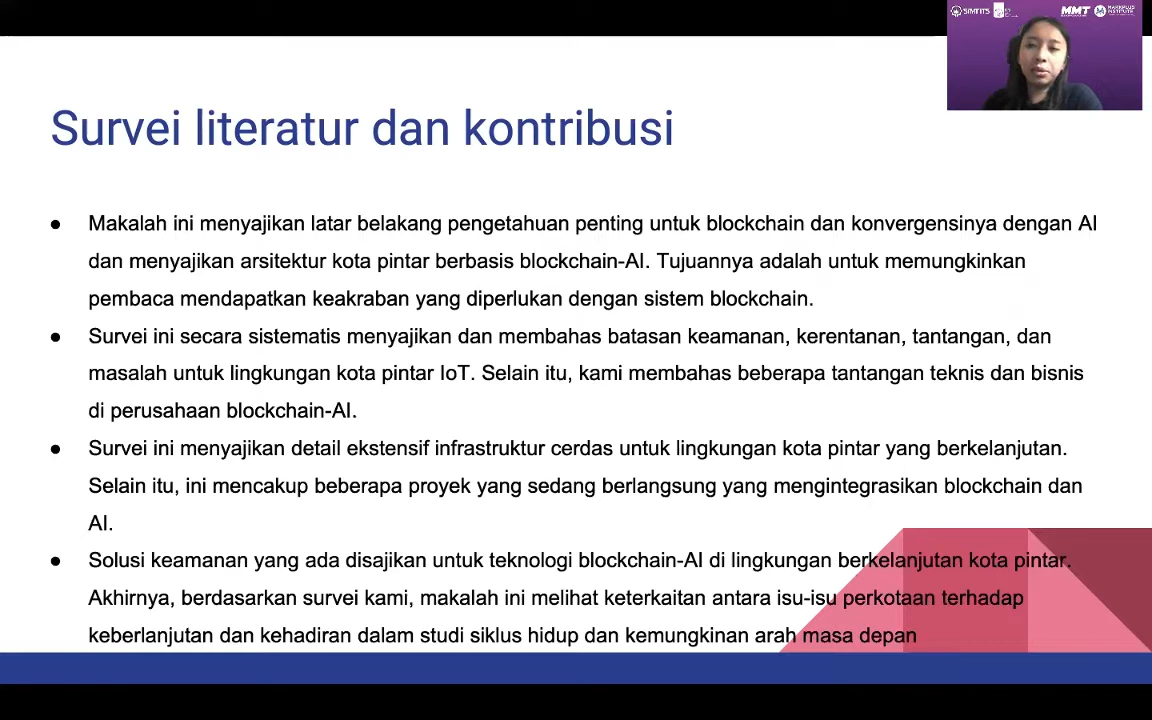 SIMT ITS
MMT
MARKPLUS
INSTITUTE
Survei literatur dan kontribusi
● Makalah ini menyajikan latar belakang pengetahuan penting untuk blockchain dan konvergensinya dengan AI
dan menyajikan arsitektur kota pintar berbasis blockchain-AI. Tujuannya adalah untuk memungkinkan
pembaca mendapatkan keakraban yang diperlukan dengan sistem blockchain.
● Survei ini secara sistematis menyajikan dan membahas batasan keamanan, kerentanan, tantangan, dan
masalah untuk lingkungan kota pintar IoT. Selain itu, kami membahas beberapa tantangan teknis dan bisnis
di perusahaan blockchain-AI.
● Survei ini menyajikan detail ekstensif infrastruktur cerdas untuk lingkungan kota pintar yang berkelanjutan.
Selain itu, ini mencakup beberapa proyek yang sedang berlangsung yang mengintegrasikan blockchain dan
AI.
● Solusi keamanan yang ada disajikan untuk teknologi blockchain-AI di lingkungan berkelanjutan kota pintar.
Akhirnya, berdasarkan survei kami, makalah ini melihat keterkaitan antara isu-isu perkotaan terhadap
keberlanjutan dan kehadiran dalam studi siklus hidup dan kemungkinan arah masa depan